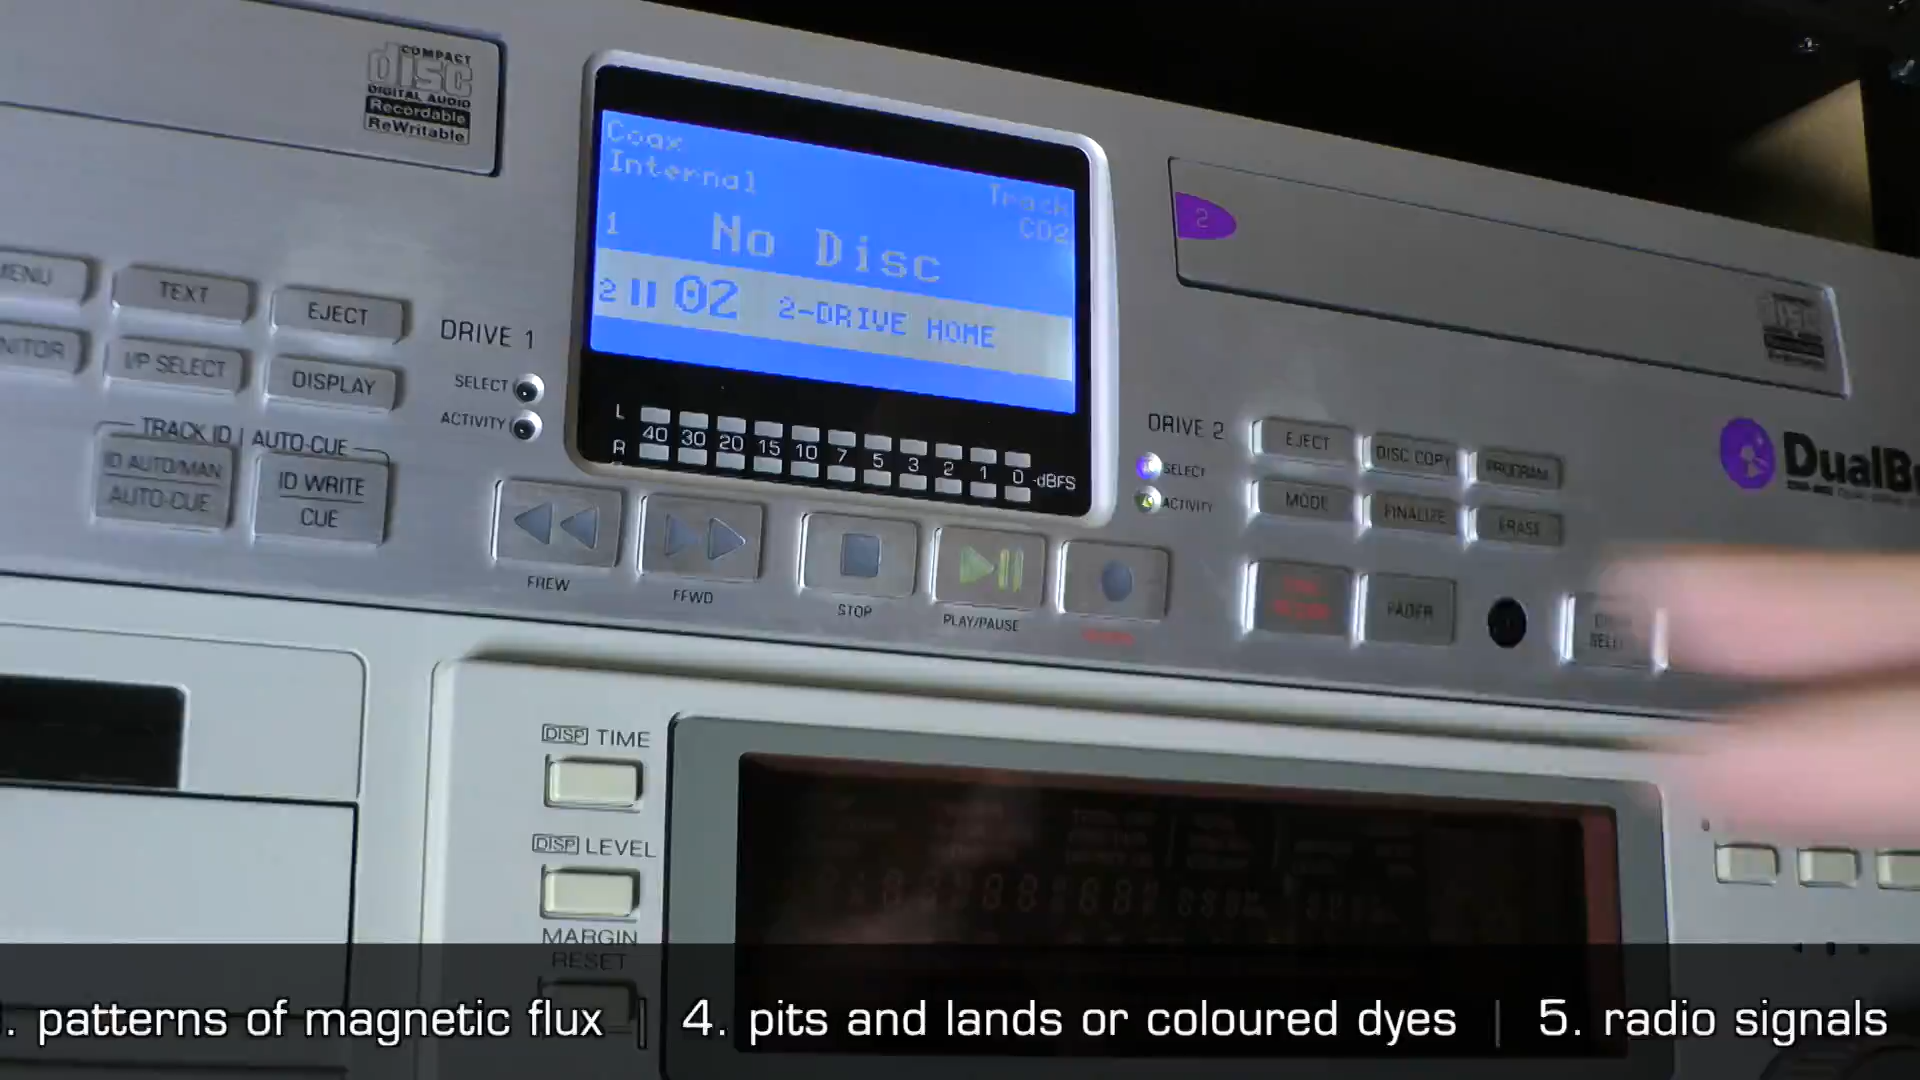 COMPACT
disc
DIGITAL AUDIO
Recordable
ReWritable
Coax
Internal
Track
CD2
1 No Disc
2 02 2-DRIVE HOME
L
40 30 20 15 10 7 5 3 2 1 0 -dBFS
R
MENU
TEXT
EJECT
I/P SELECT
DISPLAY
DRIVE 1
SELECT
ACTIVITY
TRACK ID | AUTO-CUE
ID AUTO/MAN
AUTO-CUE
ID WRITE
CUE
FREW
FFWD
STOP
PLAY/PAUSE
2
DRIVE 2
SELECT
ACTIVITY
EJECT
DISC COPY
PROGRAM
MODE
FINALIZE
ERASE
FADER
DualBu
DISP TIME
DISP LEVEL
MARGIN
RESET
. patterns of magnetic flux | 4. pits and lands or coloured dyes | 5. radio signals